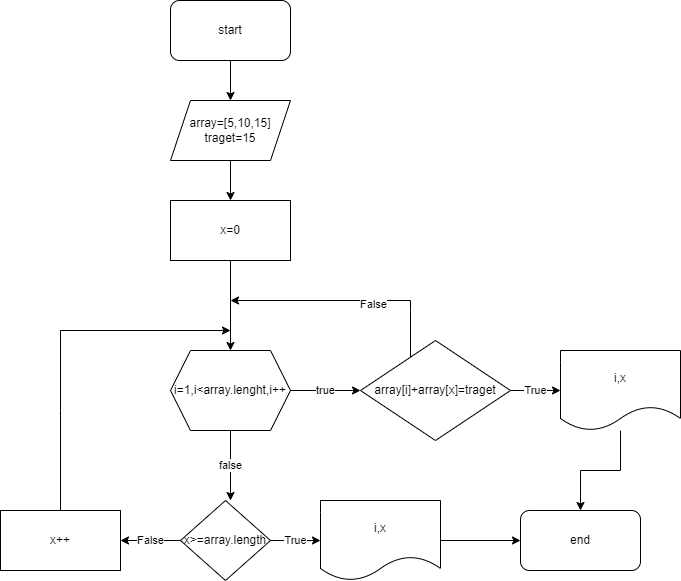 start
array=[5,10,15]
traget=15
x=0
False
i=1,i<array.lenght,i++
true
array[i]+array[x]=traget
True
i,x
false
x++
False
x>=array.length
True
i,x
end